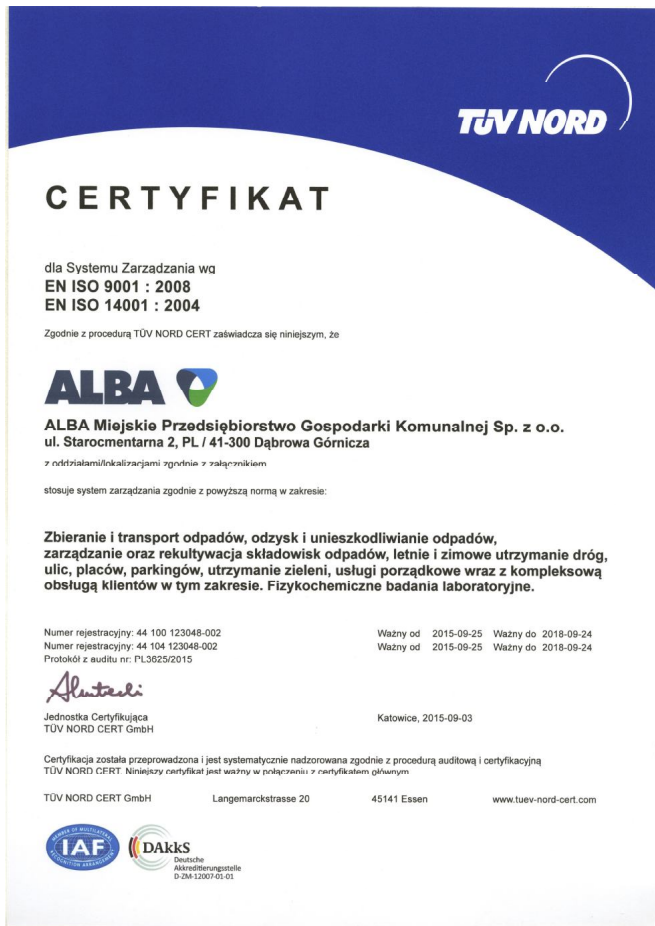 TÜV NORD
CERTYFIKAT
dla Systemu Zarządzania wg
EN ISO 9001 : 2008
EN ISO 14001 : 2004
Zgodnie z procedurą TÜV NORD CERT zaświadcza się niniejszym, że
ALBA
ALBA Miejskie Przedsiębiorstwo Gospodarki Komunalnej Sp. z o.o.
ul. Starocmentarna 2, PL / 41-300 Dąbrowa Górnicza
z oddziałami/lokalizacjami zgodnie z załącznikiem
stosuje system zarządzania zgodnie z powyższą normą w zakresie:
Zbieranie i transport odpadów, odzysk i unieszkodliwianie odpadów,
zarządzanie oraz rekultywacja składowisk odpadów, letnie i zimowe utrzymanie dróg,
ulic, placów, parkingów, utrzymanie zieleni, usługi porządkowe wraz z kompleksową
obsługą klientów w tym zakresie. Fizykochemiczne badania laboratoryjne.
Numer rejestracyjny: 44 100 123048-002 Ważny od 2015-09-25 Ważny do 2018-09-24
Numer rejestracyjny: 44 104 123048-002 Ważny od 2015-09-25 Ważny do 2018-09-24
Protokół z auditu nr: PL3625/2015
Jednostka Certyfikująca Katowice, 2015-09-03
TÜV NORD CERT GmbH
Certyfikacja została przeprowadzona i jest systematycznie nadzorowana zgodnie z procedurą auditową i certyfikacyjną
TÜV NORD CERT. Niniejszy certyfikat jest ważny w połączeniu z certyfikatem głównym
TÜV NORD CERT GmbH Langemarckstrasse 20 45141 Essen www.tuev-nord-cert.com
MEMBER OF MULTILATERAL
IAF
RECOGNITION ARRANGEMENT
DAkkS
Deutsche
Akkreditierungsstelle
D-ZM-12007-01-01